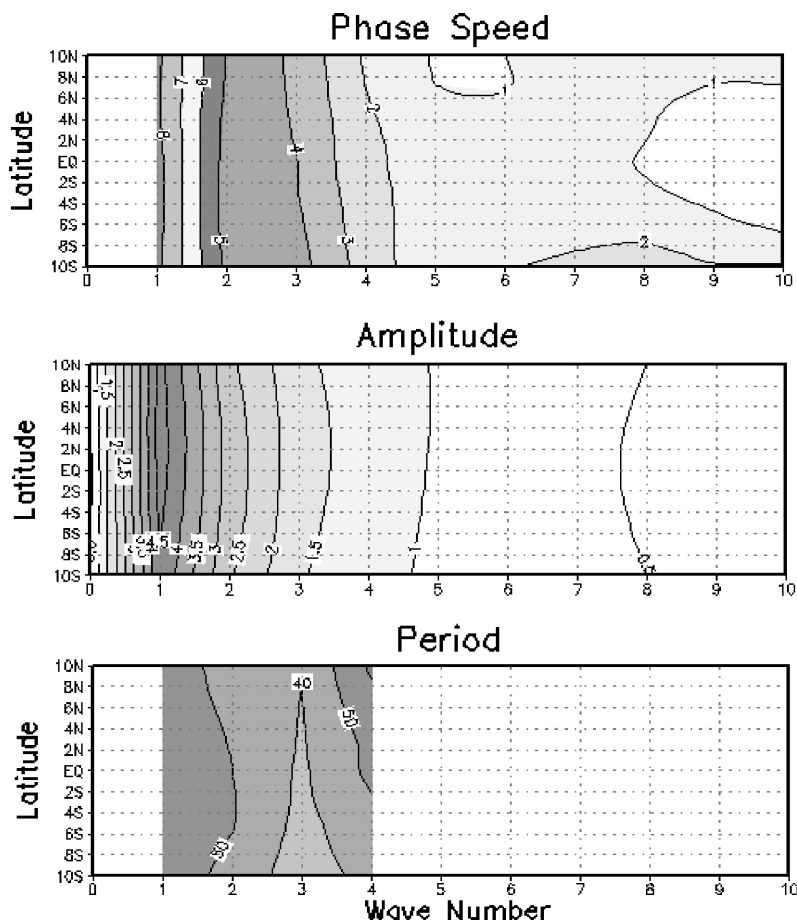 Phase Speed
10N
8N
6N
4N
2N
EQ
2S
4S
6S
8S
10S
Latitude
8 7 6 5 4 3 2 1 1 2
0 1 2 3 4 5 6 7 8 9 10
Amplitude
10N
8N
6N
4N
2N
EQ
2S
4S
6S
8S
10S
Latitude
1.5 2 2.5
4.5 4 3.5 3 2.5 2 1.5 1 0.5
0 1 2 3 4 5 6 7 8 9 10
Period
10N
8N
6N
4N
2N
EQ
2S
4S
6S
8S
10S
Latitude
40 50
0 1 2 3 4 5 6 7 8 9 10
Wave Number